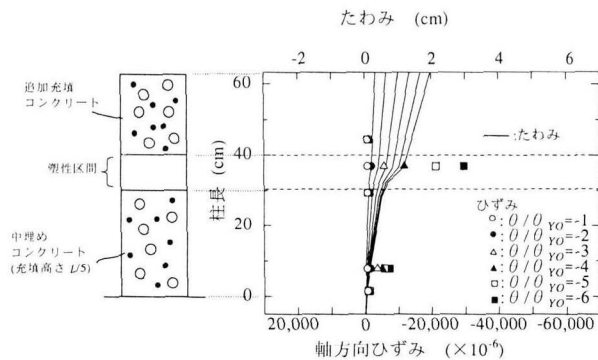 たわみ (cm)
-2 0 2 4 6
追加充填
コンクリート
塑性区間
中埋め
コンクリート
(充填高さ L/5)
柱長 (cm)
60
40
20
0
:たわみ
ひずみ
○:θ/θYO=-1
●:θ/θYO=-2
△:θ/θYO=-3
▲:θ/θYO=-4
□:θ/θYO=-5
■:θ/θYO=-6
20,000 0 -20,000 -40,000 -60,000
軸方向ひずみ (×10-6)